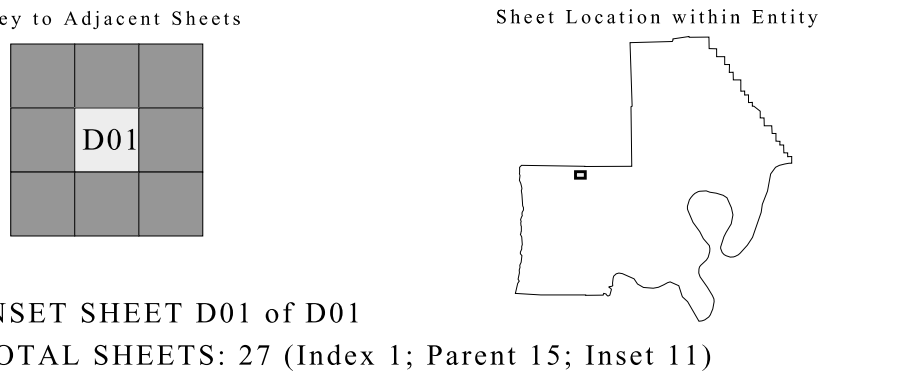 ey to Adjacent Sheets
Sheet Location within Entity
D01
NSET SHEET D01 of D01
OTAL SHEETS: 27 (Index 1; Parent 15; Inset 11)